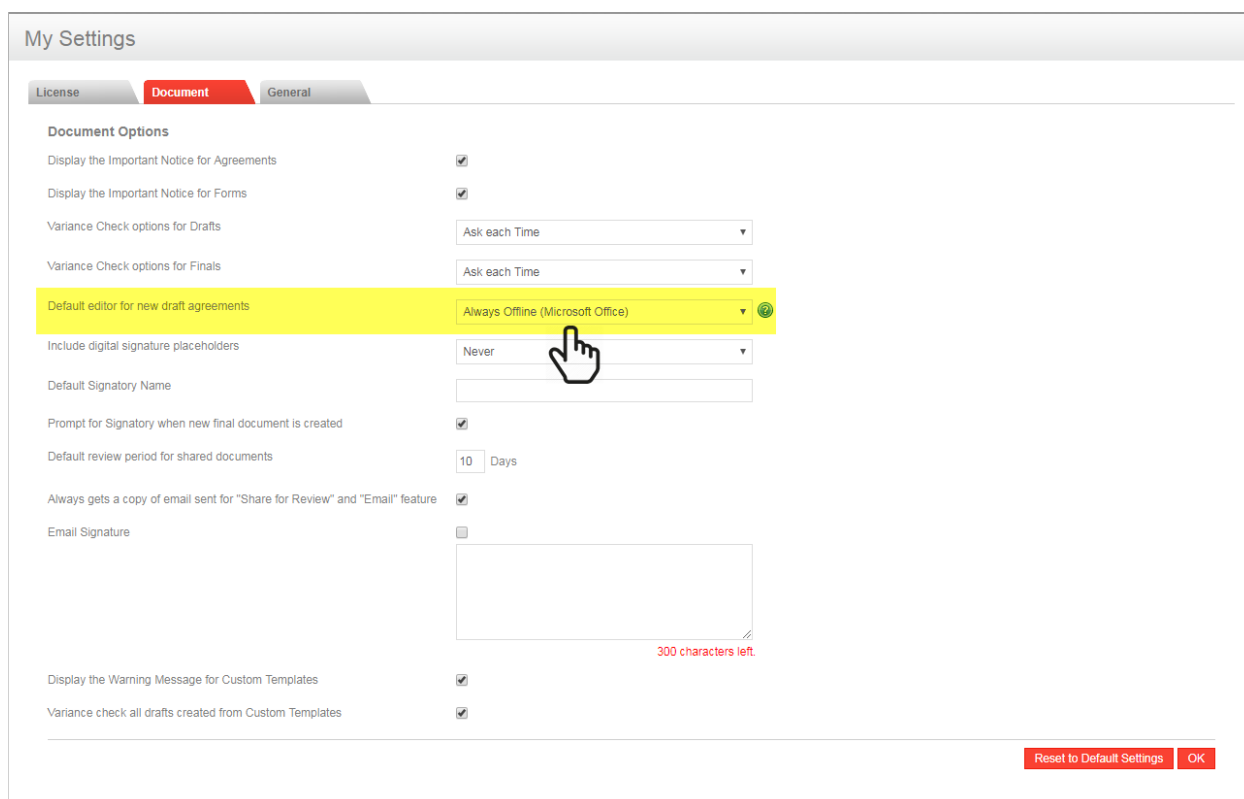 My Settings
License Document General
Document Options
Display the Important Notice for Agreements
Display the Important Notice for Forms
Variance Check options for Drafts Ask each Time
Variance Check options for Finals Ask each Time
Default editor for new draft agreements Always Offline (Microsoft Office) ?
Include digital signature placeholders Never
Default Signatory Name
Prompt for Signatory when new final document is created
Default review period for shared documents 10 Days
Always gets a copy of email sent for "Share for Review" and "Email" feature
Email Signature
300 characters left.
Display the Warning Message for Custom Templates
Variance check all drafts created from Custom Templates
Reset to Default Settings OK